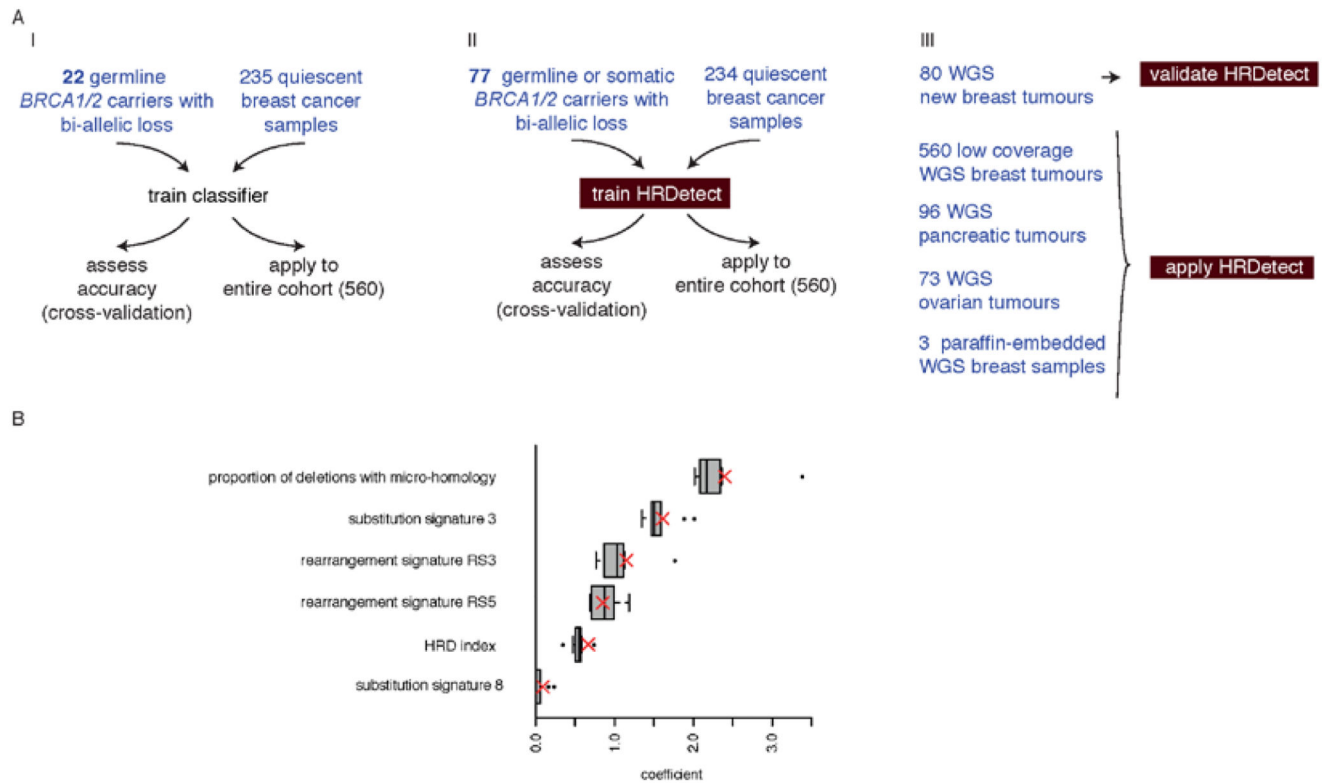 A
I
22 germline
BRCA1/2 carriers with
bi-allelic loss
235 quiescent
breast cancer
samples
train classifier
assess
accuracy
(cross-validation)
apply to
entire cohort (560)
II
77 germline or somatic
BRCA1/2 carriers with
bi-allelic loss
234 quiescent
breast cancer
samples
train HRDetect
assess
accuracy
(cross-validation)
apply to
entire cohort (560)
III
80 WGS
new breast tumours
validate HRDetect
560 low coverage
WGS breast tumours
96 WGS
pancreatic tumours
73 WGS
ovarian tumours
3 paraffin-embedded
WGS breast samples
apply HRDetect
B
proportion of deletions with micro-homology
substitution signature 3
rearrangement signature RS3
rearrangement signature RS5
HRD index
substitution signature 8
0.0
1.0
2.0
3.0
coefficient